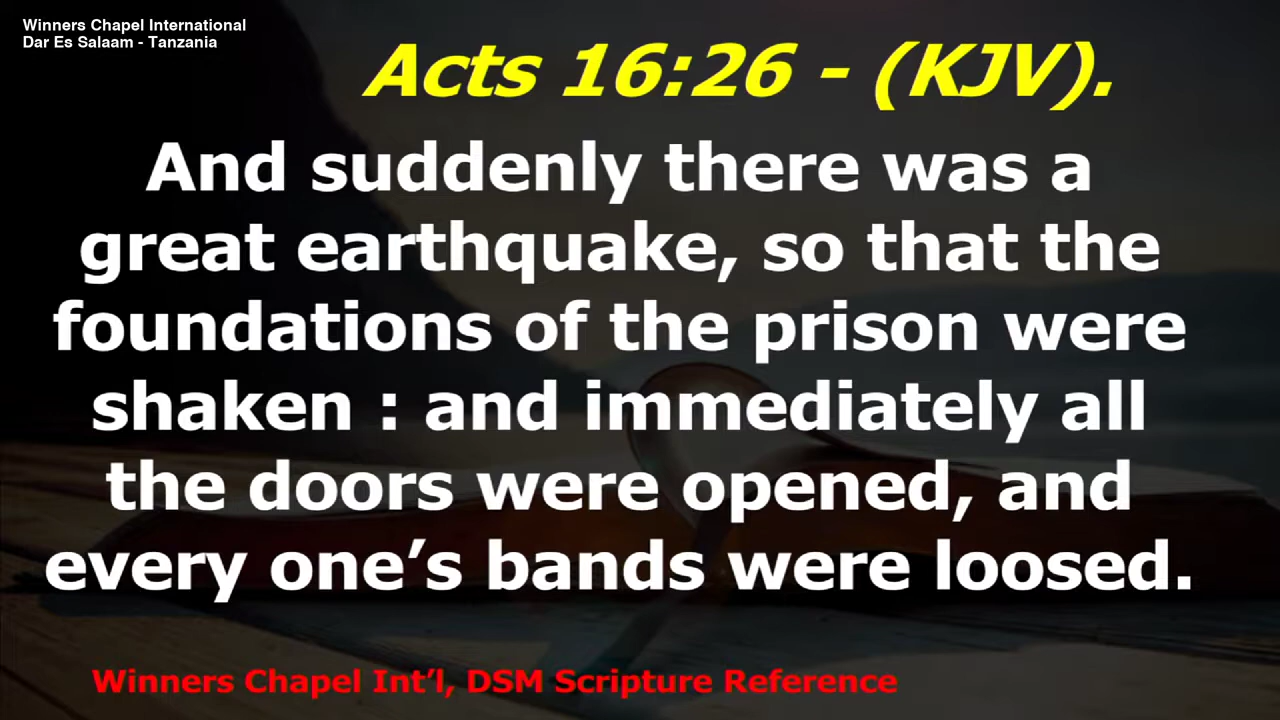 Winners Chapel International
Dar Es Salaam - Tanzania
Acts 16:26 - (KJV).
And suddenly there was a
great earthquake, so that the
foundations of the prison were
shaken : and immediately all
the doors were opened, and
every one’s bands were loosed.
Winners Chapel Int’l, DSM Scripture Reference